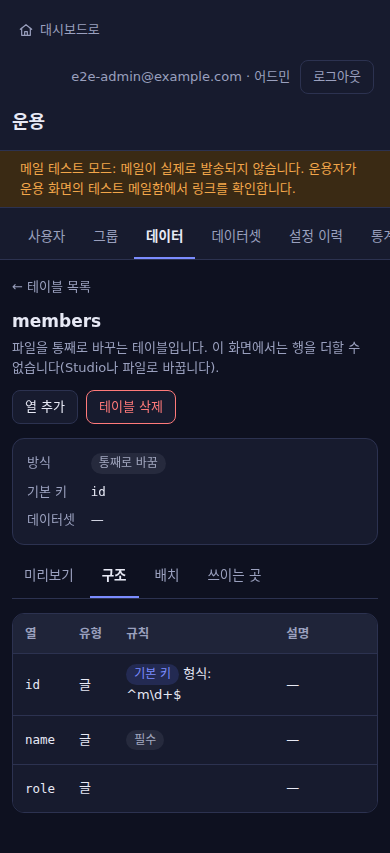 대시보드로
e2e-admin@example.com · 어드민 로그아웃
운용
메일 테스트 모드: 메일이 실제로 발송되지 않습니다. 운용자가
운용 화면의 테스트 메일함에서 링크를 확인합니다.
사용자 그룹 데이터 데이터셋 설정 이력 통계
← 테이블 목록
members
파일을 통째로 바꾸는 테이블입니다. 이 화면에서는 행을 더할 수
없습니다(Studio나 파일로 바꿉니다).
열 추가 테이블 삭제
방식 통째로 바꿈
기본 키 id
데이터셋 —
미리보기 구조 배치 쓰이는 곳
열 유형 규칙 설명
id 글 기본 키 형식: —
^m\d+$
name 글 필수 —
role 글 —